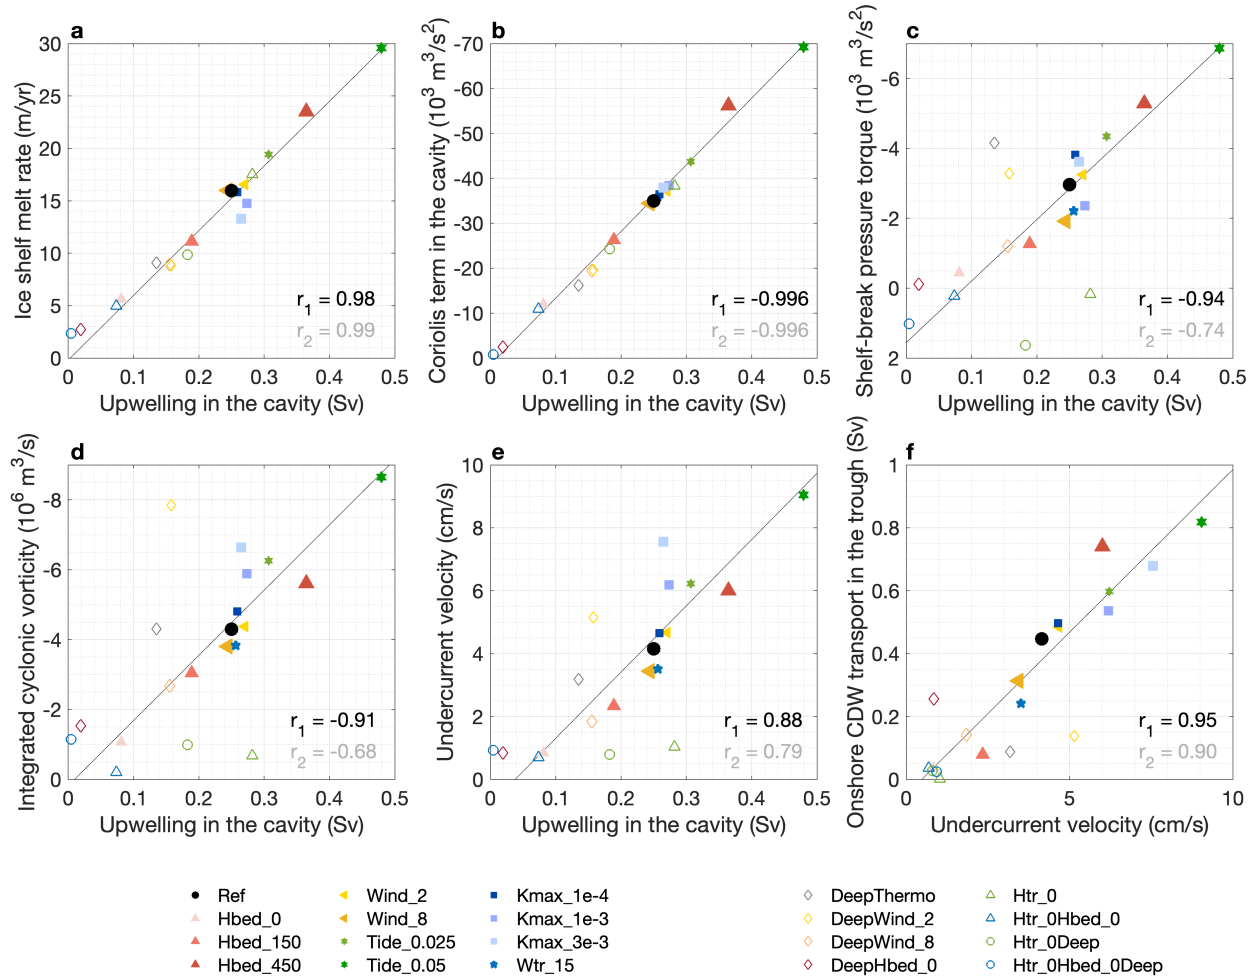 a
Ice shelf melt rate (m/yr)
30
25
20
15
10
5
0
r1 = 0.98
r2 = 0.99
0 0.1 0.2 0.3 0.4 0.5
Upwelling in the cavity (Sv)
b
Coriolis term in the cavity (10^3 m^3/s^2)
-70
-60
-50
-40
-30
-20
-10
0
r1 = -0.996
r2 = -0.996
0 0.1 0.2 0.3 0.4 0.5
Upwelling in the cavity (Sv)
c
Shelf-break pressure torque (10^3 m^3/s^2)
-6
-4
-2
0
2
r1 = -0.94
r2 = -0.74
0 0.1 0.2 0.3 0.4 0.5
Upwelling in the cavity (Sv)
d
Integrated cyclonic vorticity (10^6 m^3/s)
-8
-6
-4
-2
0
r1 = -0.91
r2 = -0.68
0 0.1 0.2 0.3 0.4 0.5
Upwelling in the cavity (Sv)
e
Undercurrent velocity (cm/s)
10
8
6
4
2
0
r1 = 0.88
r2 = 0.79
0 0.1 0.2 0.3 0.4 0.5
Upwelling in the cavity (Sv)
f
Onshore CDW transport in the trough (Sv)
1
0.8
0.6
0.4
0.2
0
r1 = 0.95
r2 = 0.90
0 5 10
Undercurrent velocity (cm/s)
Ref
Hbed_0
Hbed_150
Hbed_450
Wind_2
Wind_8
Tide_0.025
Tide_0.05
Kmax_1e-4
Kmax_1e-3
Kmax_3e-3
Wtr_15
DeepThermo
DeepWind_2
DeepWind_8
DeepHbed_0
Htr_0
Htr_0Hbed_0
Htr_0Deep
Htr_0Hbed_0Deep